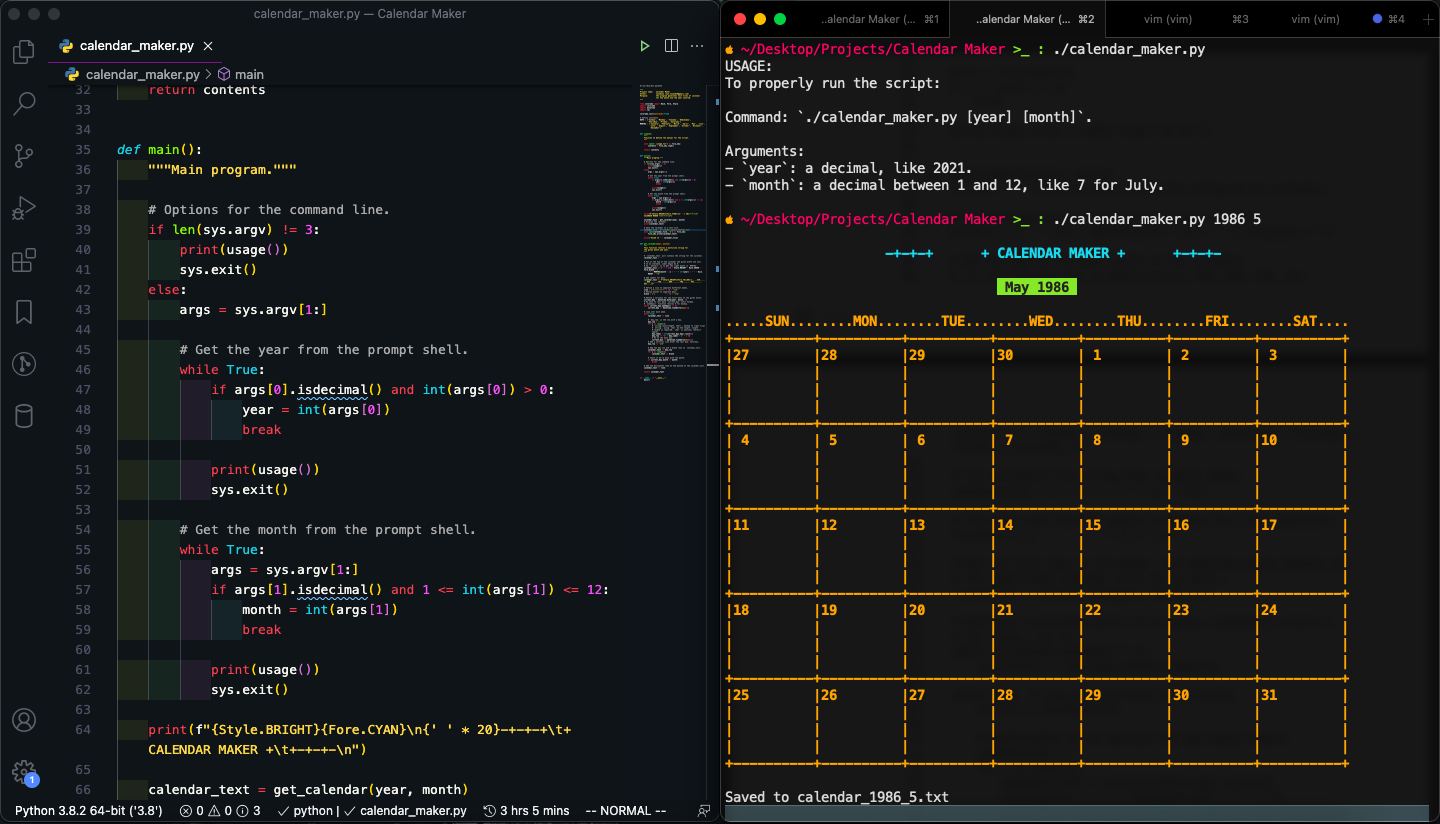 calendar_maker.py — Calendar Maker
calendar_maker.py
calendar_maker.py > main
32 return contents
33
34
35 def main():
36 """Main program."""
37
38 # Options for the command line.
39 if len(sys.argv) != 3:
40 print(usage())
41 sys.exit()
42 else:
43 args = sys.argv[1:]
44
45 # Get the year from the prompt shell.
46 while True:
47 if args[0].isdecimal() and int(args[0]) > 0:
48 year = int(args[0])
49 break
50
51 print(usage())
52 sys.exit()
53
54 # Get the month from the prompt shell.
55 while True:
56 args = sys.argv[1:]
57 if args[1].isdecimal() and 1 <= int(args[1]) <= 12:
58 month = int(args[1])
59 break
60
61 print(usage())
62 sys.exit()
63
64 print(f"{Style.BRIGHT}{Fore.CYAN}\n{' ' * 20}-+-+-+\t+
CALENDAR MAKER +\t+-+-+-\n")
65
66 calendar_text = get_calendar(year, month)
1
Python 3.8.2 64-bit ('3.8') 0 0 3 python | calendar_maker.py 3 hrs 5 mins -- NORMAL --
..alendar Maker (... ⌘1 ..alendar Maker (... ⌘2 vim (vim) ⌘3 vim (vim) ⌘4
~/Desktop/Projects/Calendar Maker >_ : ./calendar_maker.py
USAGE:
To properly run the script:
Command: `./calendar_maker.py [year] [month]`.
Arguments:
- `year`: a decimal, like 2021.
- `month`: a decimal between 1 and 12, like 7 for July.
~/Desktop/Projects/Calendar Maker >_ : ./calendar_maker.py 1986 5
-+-+-+ + CALENDAR MAKER + +-+-+-
May 1986
.....SUN........MON........TUE........WED........THU........FRI........SAT....
+----------+----------+----------+----------+----------+----------+----------+
|27 |28 |29 |30 | 1 | 2 | 3 |
| | | | | | | |
| | | | | | | |
| | | | | | | |
+----------+----------+----------+----------+----------+----------+----------+
| 4 | 5 | 6 | 7 | 8 | 9 |10 |
| | | | | | | |
| | | | | | | |
| | | | | | | |
+----------+----------+----------+----------+----------+----------+----------+
|11 |12 |13 |14 |15 |16 |17 |
| | | | | | | |
| | | | | | | |
| | | | | | | |
+----------+----------+----------+----------+----------+----------+----------+
|18 |19 |20 |21 |22 |23 |24 |
| | | | | | | |
| | | | | | | |
| | | | | | | |
+----------+----------+----------+----------+----------+----------+----------+
|25 |26 |27 |28 |29 |30 |31 |
| | | | | | | |
| | | | | | | |
| | | | | | | |
+----------+----------+----------+----------+----------+----------+----------+
Saved to calendar_1986_5.txt